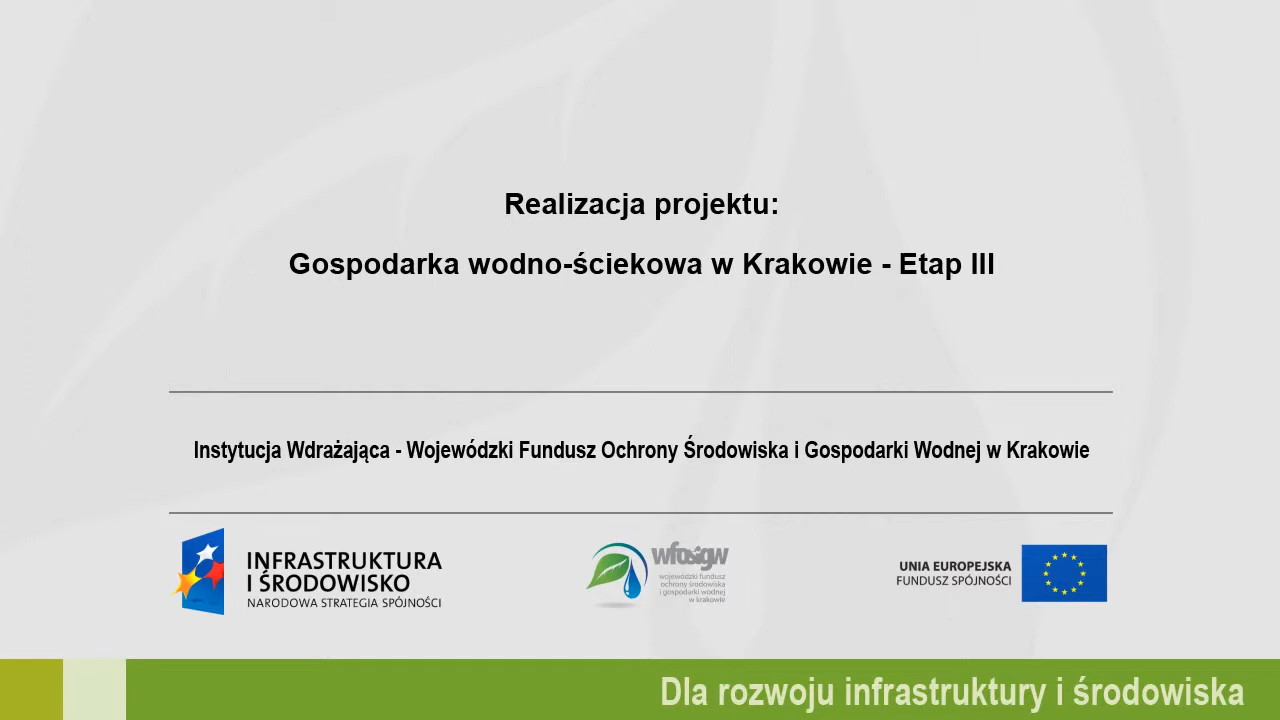 Realizacja projektu:
Gospodarka wodno-ściekowa w Krakowie - Etap III
Instytucja Wdrażająca - Wojewódzki Fundusz Ochrony Środowiska i Gospodarki Wodnej w Krakowie
INFRASTRUKTURA
I ŚRODOWISKO
NARODOWA STRATEGIA SPÓJNOŚCI
wfośigw
wojewódzki fundusz
ochrony środowiska
i gospodarki wodnej
w krakowie
UNIA EUROPEJSKA
FUNDUSZ SPÓJNOŚCI
Dla rozwoju infrastruktury i środowiska